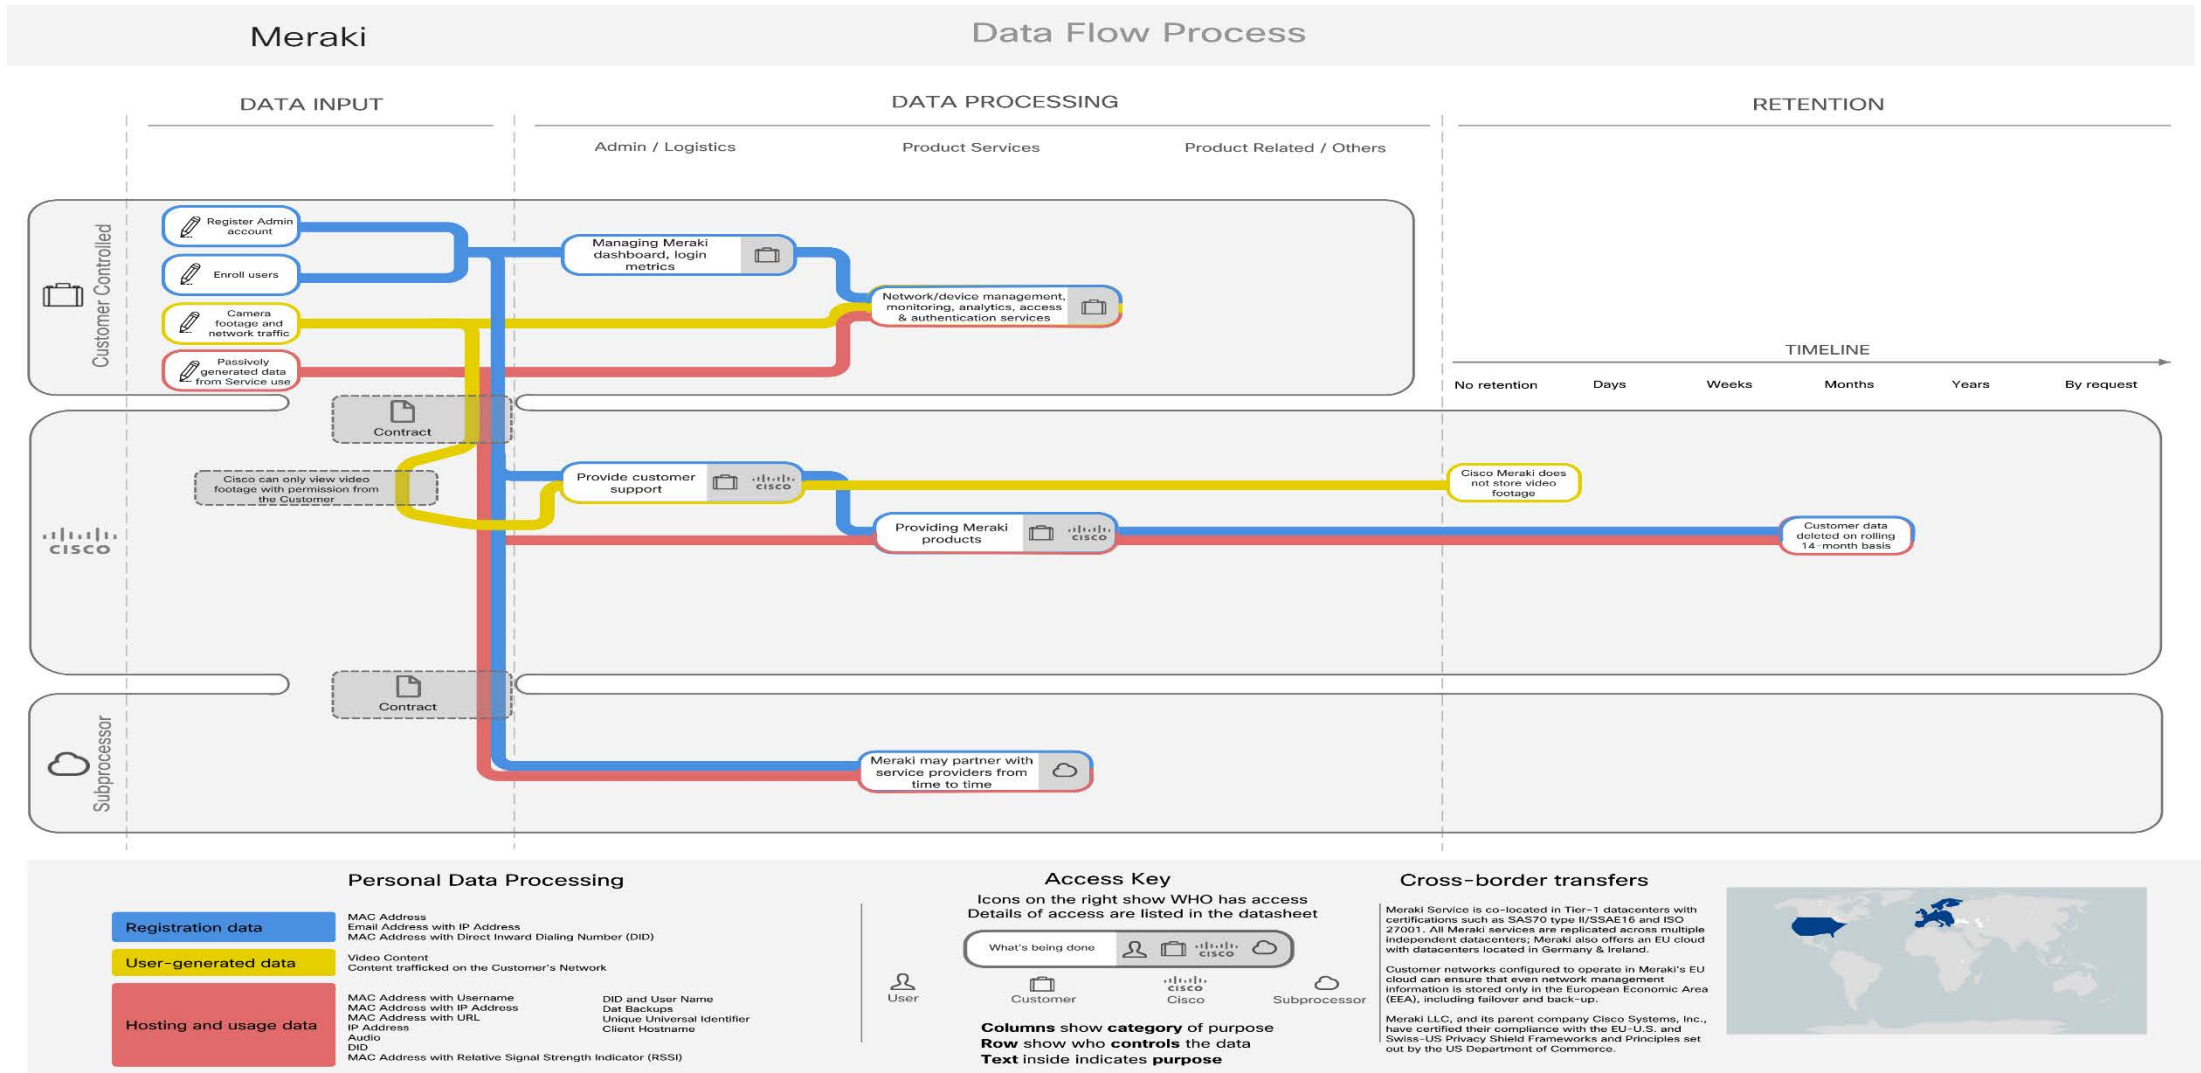 Meraki
Data Flow Process
DATA INPUT
DATA PROCESSING
RETENTION
Admin / Logistics
Product Services
Product Related / Others
Customer Controlled
Register Admin
account
Enroll users
Camera
footage and
network traffic
Passively
generated data
from Service use
Managing Meraki
dashboard, login
metrics
Network/device management,
monitoring, analytics, access
& authentication services
TIMELINE
No retention
Days
Weeks
Months
Years
By request
Contract
CISCO
Cisco can only view video
footage with permission from
the Customer
Provide customer
support
CISCO
Cisco Meraki does
not store video
footage
Providing Meraki
products
CISCO
Customer data
deleted on rolling
14-month basis
Contract
Subprocessor
Meraki may partner with
service providers from
time to time
Personal Data Processing
Registration data
MAC Address
Email Address with IP Address
MAC Address with Direct Inward Dialing Number (DID)
User-generated data
Video Content
Content trafficked on the Customer's Network
Hosting and usage data
MAC Address with Username
MAC Address with IP Address
MAC Address with URL
IP Address
Audio
DID
MAC Address with Relative Signal Strength Indicator (RSSI)
DID and User Name
Dat Backups
Unique Universal Identifier
Client Hostname
Access Key
Icons on the right show WHO has access
Details of access are listed in the datasheet
What's being done
CISCO
User
Customer
CISCO
Cisco
Subprocessor
Columns show category of purpose
Row show who controls the data
Text inside indicates purpose
Cross-border transfers
Meraki Service is co-located in Tier-1 datacenters with
certifications such as SAS70 type II/SSAE16 and ISO
27001. All Meraki services are replicated across multiple
independent datacenters; Meraki also offers an EU cloud
with datacenters located in Germany & Ireland.
Customer networks configured to operate in Meraki's EU
cloud can ensure that even network management
information is stored only in the European Economic Area
(EEA), including failover and back-up.
Meraki LLC, and its parent company Cisco Systems, Inc.,
have certified their compliance with the EU-U.S. and
Swiss-US Privacy Shield Frameworks and Principles set
out by the US Department of Commerce.